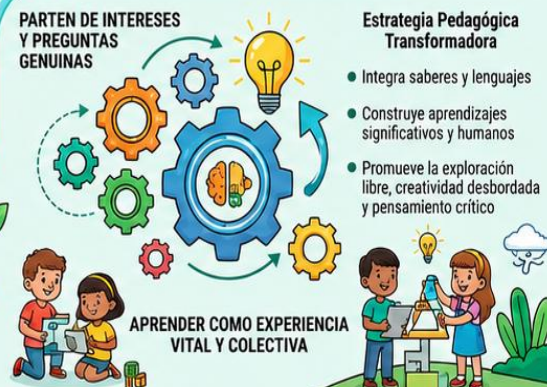 PARTEN DE INTERESES
Y PREGUNTAS
GENUINAS
Estrategia Pedagógica
Transformadora
Integra saberes y lenguajes
Construye aprendizajes
significativos y humanos
Promueve la exploración
libre, creatividad desbordada
y pensamiento crítico
APRENDER COMO EXPERIENCIA
VITAL Y COLECTIVA